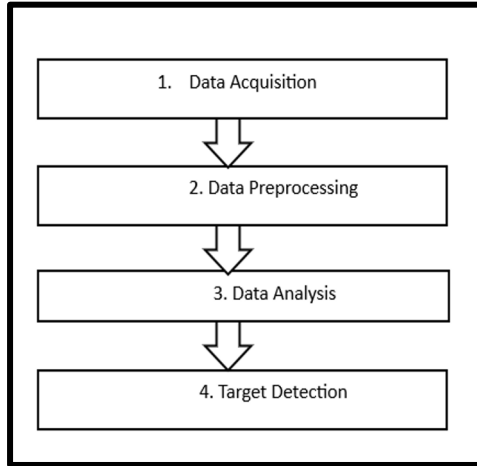 1. Data Acquisition
2. Data Preprocessing
3. Data Analysis
4. Target Detection